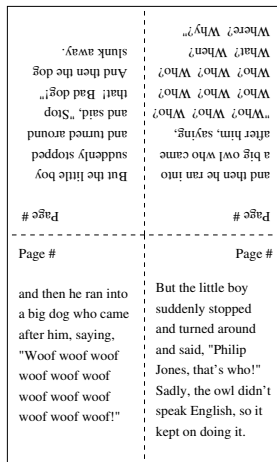 Page #
and then he ran into
a big owl who came
after him, saying,
"Who? Who? Who?
Who? Who? Who?
Who? Who? Who?
What? When?
Where? Why?"
Page #
But the little boy
suddenly stopped
and turned around
and said, "Stop
that! Bad dog!"
And then the dog
slunk away.
Page #
and then he ran into
a big dog who came
after him, saying,
"Woof woof woof
woof woof woof
woof woof woof
woof woof woof!"
Page #
But the little boy
suddenly stopped
and turned around
and said, "Philip
Jones, that's who!"
Sadly, the owl didn't
speak English, so it
kept on doing it.